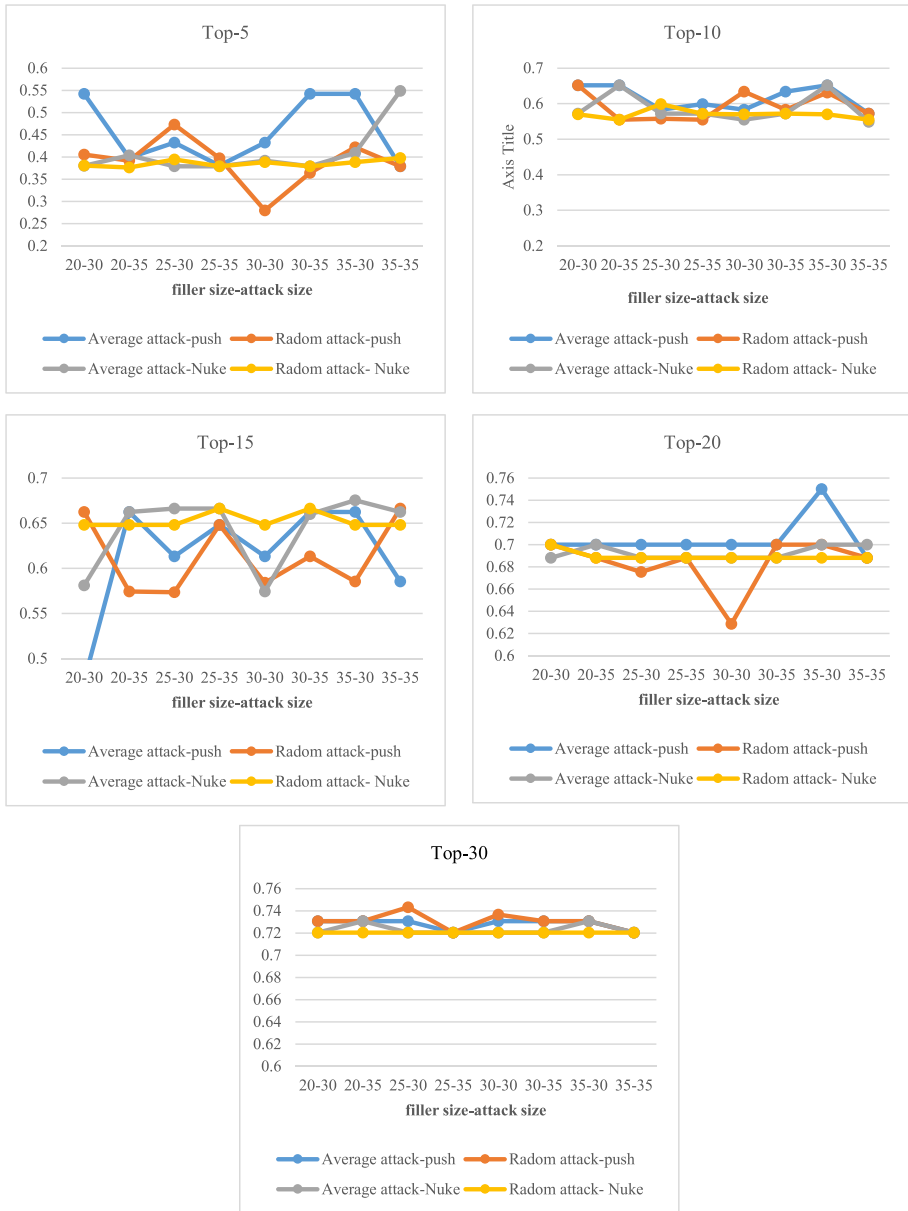 Top-5
0.6
0.55
0.5
0.45
0.4
0.35
0.3
0.25
0.2
20-30 20-35 25-30 25-35 30-30 30-35 35-30 35-35
filler size-attack size
Average attack-push Radom attack-push
Average attack-Nuke Radom attack- Nuke
Top-10
Axis Title
0.7
0.6
0.5
0.4
0.3
0.2
20-30 20-35 25-30 25-35 30-30 30-35 35-30 35-35
filler size-attack size
Average attack-push Radom attack-push
Average attack-Nuke Radom attack- Nuke
Top-15
0.7
0.65
0.6
0.55
0.5
20-30 20-35 25-30 25-35 30-30 30-35 35-30 35-35
filler size-attack size
Average attack-push Radom attack-push
Average attack-Nuke Radom attack- Nuke
Top-20
0.76
0.74
0.72
0.7
0.68
0.66
0.64
0.62
0.6
20-30 20-35 25-30 25-35 30-30 30-35 35-30 35-35
filler size-attack size
Average attack-push Radom attack-push
Average attack-Nuke Radom attack- Nuke
Top-30
0.76
0.74
0.72
0.7
0.68
0.66
0.64
0.62
0.6
20-30 20-35 25-30 25-35 30-30 30-35 35-30 35-35
filler size-attack size
Average attack-push Radom attack-push
Average attack-Nuke Radom attack- Nuke